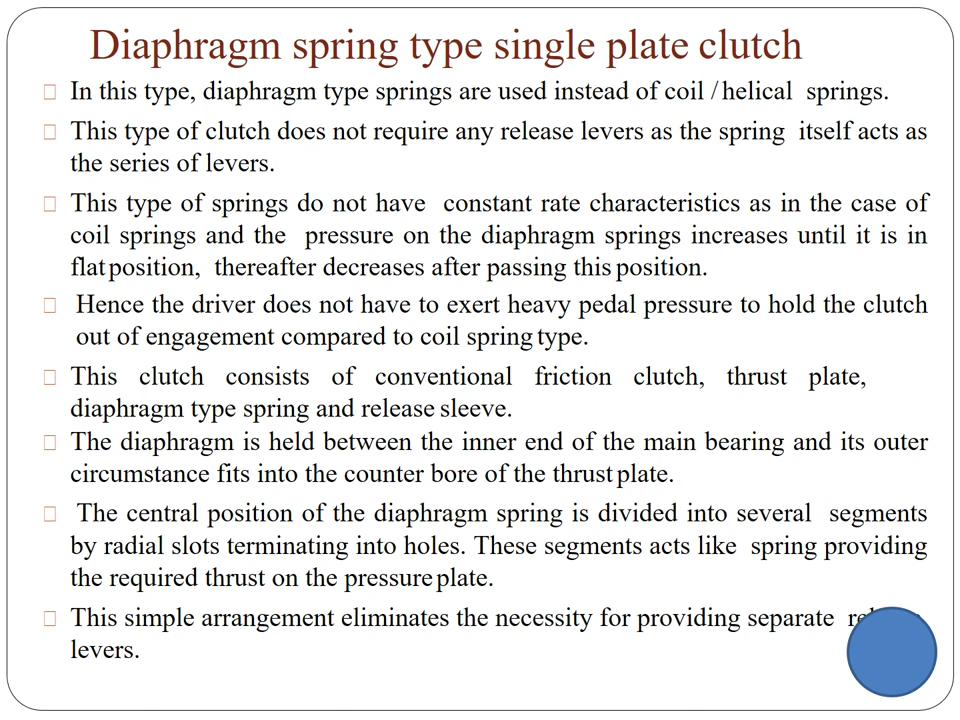 Diaphragm spring type single plate clutch
In this type, diaphragm type springs are used instead of coil / helical springs.
This type of clutch does not require any release levers as the spring itself acts as
the series of levers.
This type of springs do not have constant rate characteristics as in the case of
coil springs and the pressure on the diaphragm springs increases until it is in
flat position, thereafter decreases after passing this position.
Hence the driver does not have to exert heavy pedal pressure to hold the clutch
out of engagement compared to coil spring type.
This clutch consists of conventional friction clutch, thrust plate,
diaphragm type spring and release sleeve.
The diaphragm is held between the inner end of the main bearing and its outer
circumstance fits into the counter bore of the thrust plate.
The central position of the diaphragm spring is divided into several segments
by radial slots terminating into holes. These segments acts like spring providing
the required thrust on the pressure plate.
This simple arrangement eliminates the necessity for providing separate
levers.